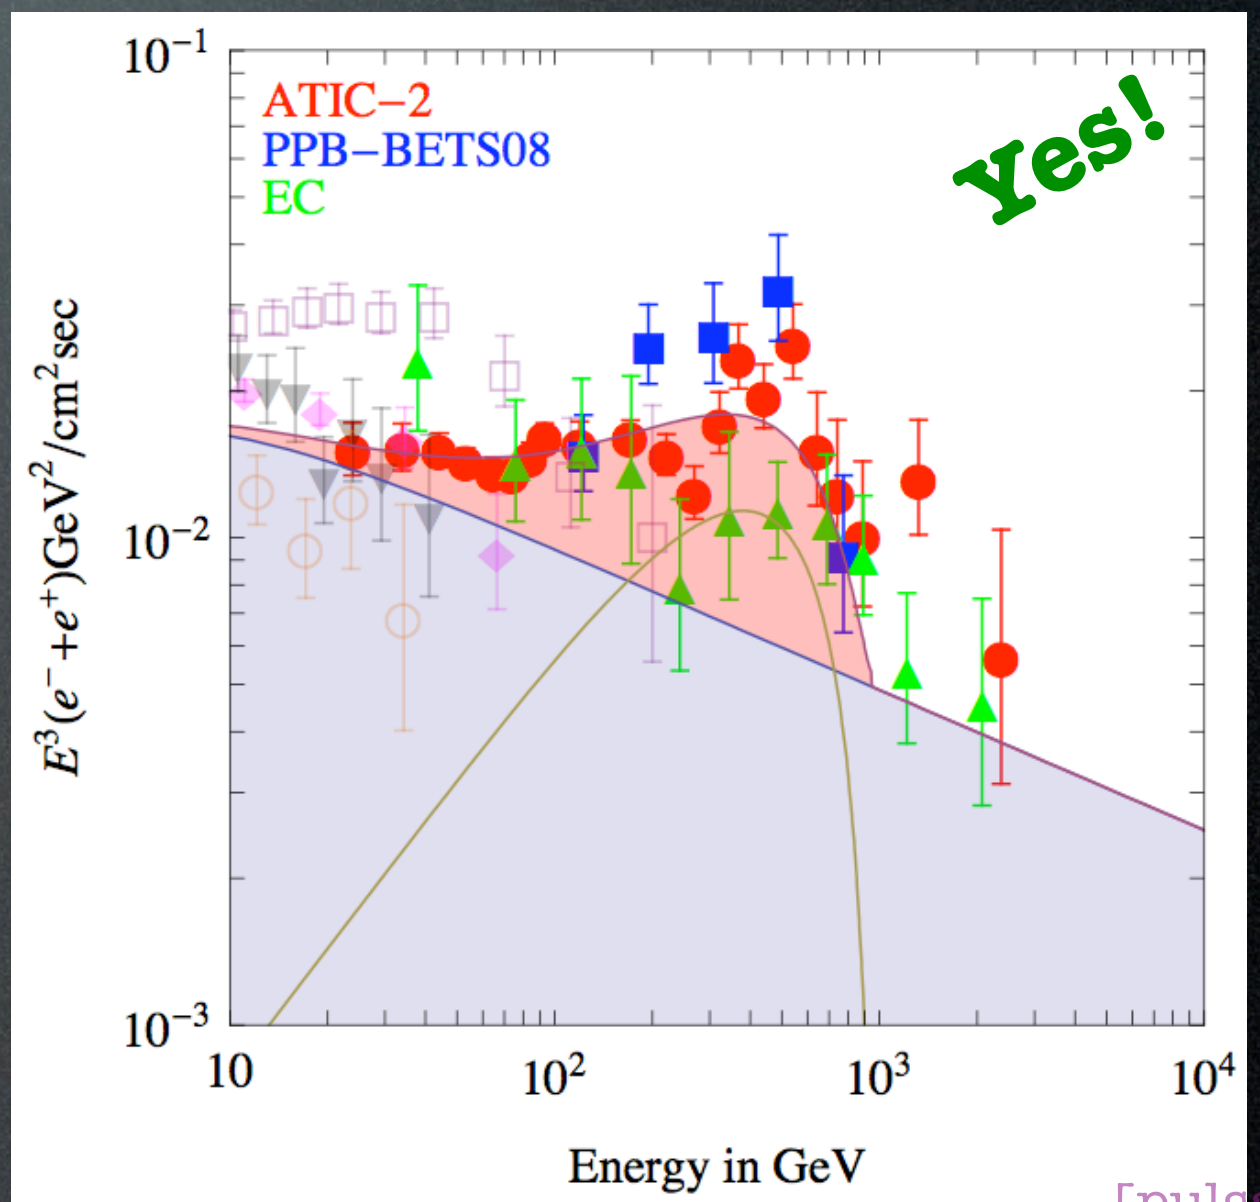 10⁻¹
ATIC−2
PPB−BETS08
EC
Yes!
E³(e⁻+e⁺)GeV²/cm²sec
10⁻²
10⁻³
10 10² 10³ 10⁴
Energy in GeV